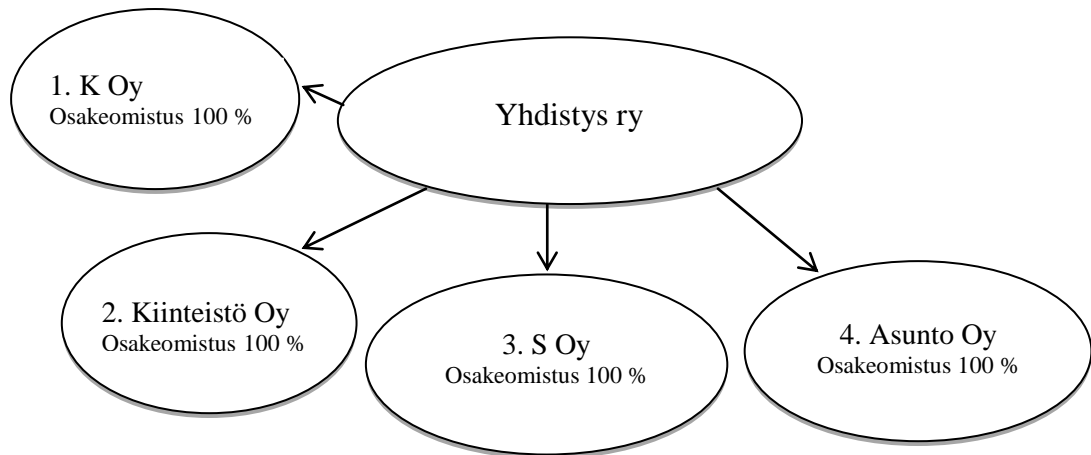 1. K Oy
Osakeomistus 100 %
Yhdistys ry
2. Kiinteistö Oy
Osakeomistus 100 %
3. S Oy
Osakeomistus 100 %
4. Asunto Oy
Osakeomistus 100 %